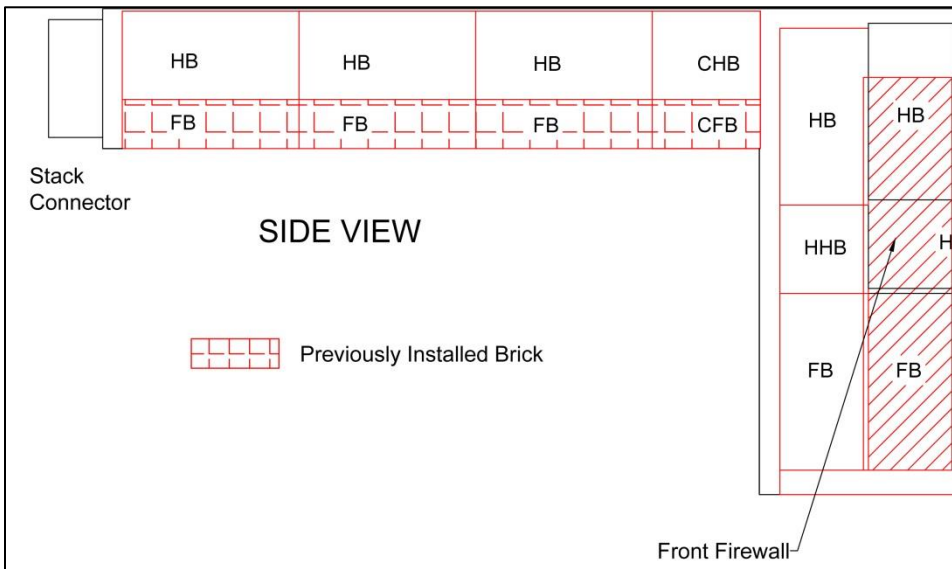 HB HB HB CHB
FB FB FB CFB
Stack
Connector
SIDE VIEW
Previously Installed Brick
HB HB
HHB H
FB FB
Front Firewall